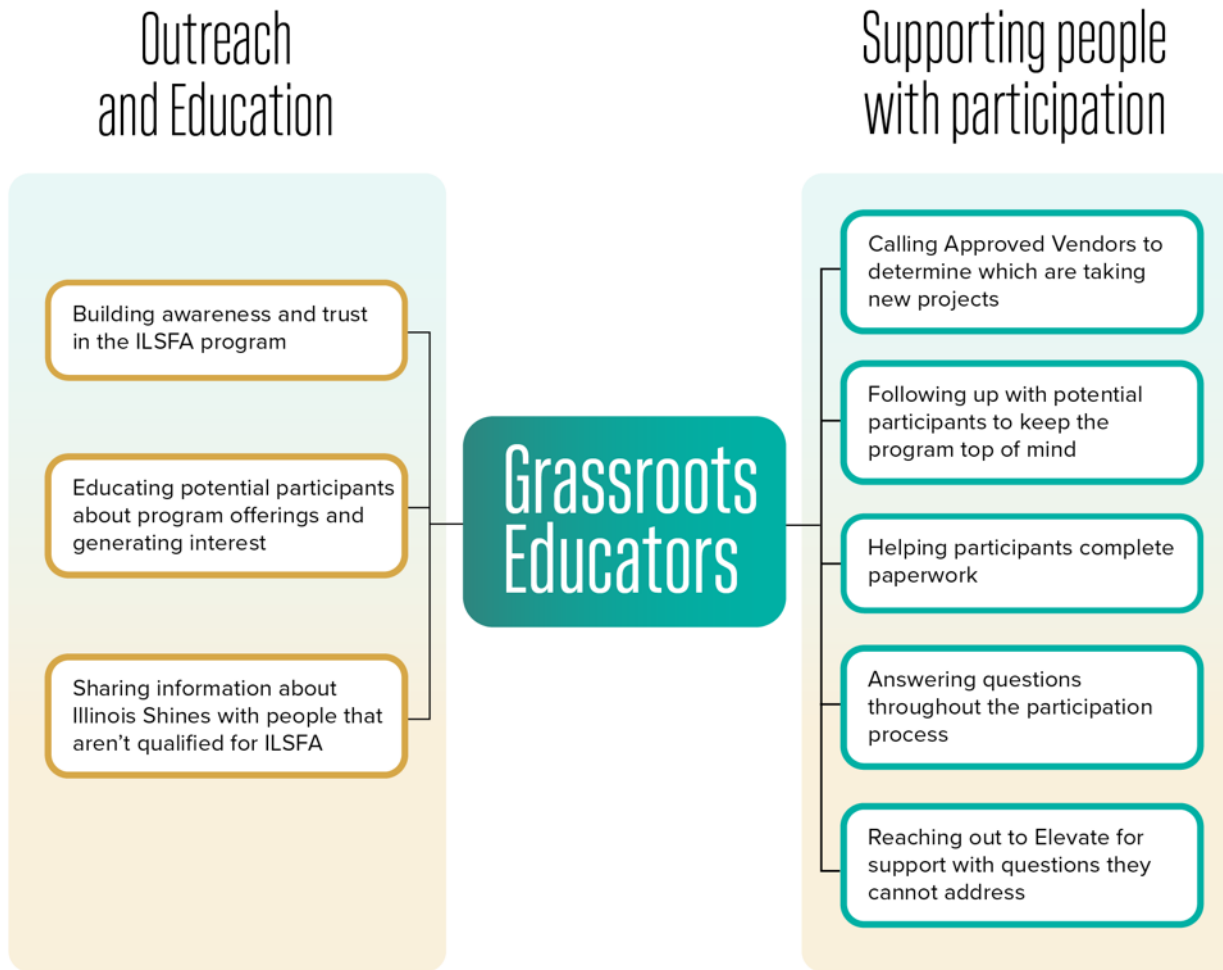 Outreach
and Education
Building awareness and trust
in the ILSFA program
Educating potential participants
about program offerings and
generating interest
Sharing information about
Illinois Shines with people that
aren’t qualified for ILSFA
Grassroots
Educators
Supporting people
with participation
Calling Approved Vendors to
determine which are taking
new projects
Following up with potential
participants to keep the
program top of mind
Helping participants complete
paperwork
Answering questions
throughout the participation
process
Reaching out to Elevate for
support with questions they
cannot address